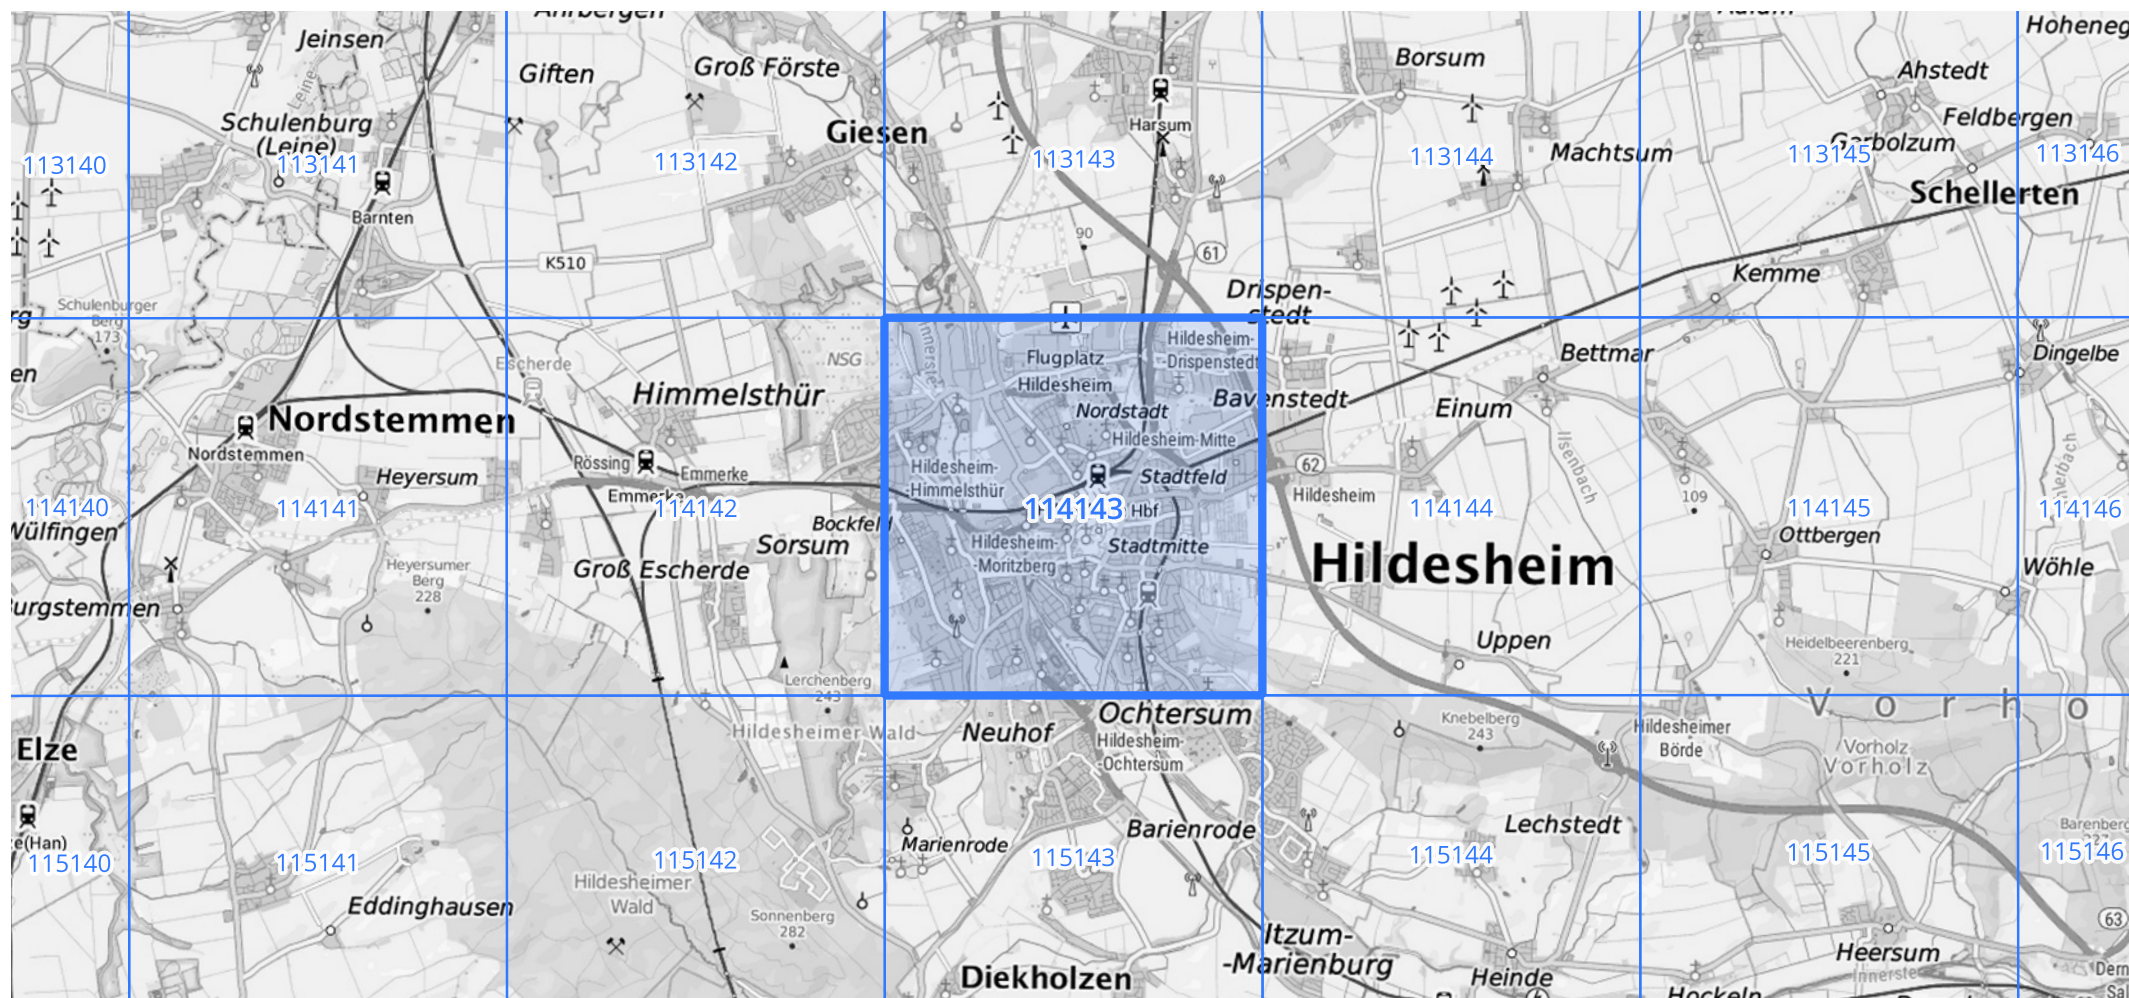 Jeinsen
Giften
Groß Förste
Borsum
Ahstedt
Leine
Schulenburg
(Leine)
Giesen
Harsum
Machtsum
Feldbergen
Garbolzum
113140
113141
113142
113143
113144
113145
113146
Schellerten
Barnten
90
61
K510
Kemme
Drispen-
stedt
Schulenburger
Berg
173
Escherde
NSG
Flugplatz
Hildesheim
Hildesheim-
-Drispenstedt
Bettmar
Dingelbe
Himmelsthür
Nordstemmen
Nordstadt
Bavenstedt
Einum
Hildesheim-Mitte
Nordstemmen
Rössing
Emmerke
Heyersum
Hildesheim-
-Himmelsthür
Stadtfeld
62
Hildesheim
Ilsenbach
109
Emmerke
114140
114141
114142
114143
Hbf
114144
114145
114146
Wülfingen
Bockfeld
Sorsum
Hildesheim-
-Moritzberg
Stadtmitte
Hildesheim
Ottbergen
Groß Escherde
Heyersumer
Berg
228
Wöhle
Burgstemmen
Uppen
Heidelbeerenberg
221
Lerchenberg
243
Hildesheimer Wald
Neuhof
Ochtersum
Hildesheim-
-Ochtersum
Knebelberg
243
Hildesheimer
Börde
V o r h o
Vorholz
Vorholz
Elze
Marienrode
Barienrode
Lechstedt
Barenberg
115140
115141
115142
115143
115144
115145
115146
Hildesheimer
Wald
Eddinghausen
Sonnenberg
282
63
Itzum-
-Marienburg
Diekholzen
Heinde
Heersum
Innerste